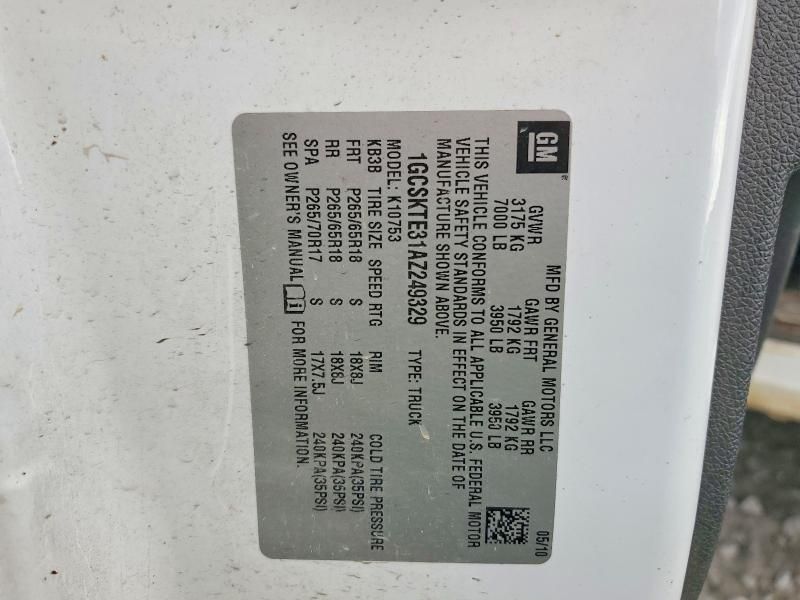 GM
MFD BY GENERAL MOTORS LLC
05/10
GVWR GAWR FRT GAWR RR
3175 KG 1792 KG 1792 KG
7000 LB 3950 LB 3950 LB
THIS VEHICLE CONFORMS TO ALL APPLICABLE U.S. FEDERAL MOTOR
VEHICLE SAFETY STANDARDS IN EFFECT ON THE DATE OF
MANUFACTURE SHOWN ABOVE.
1GCSKTE31AZ249329 TYPE: TRUCK
MODEL: K10753
KB3B TIRE SIZE SPEED RTG RIM COLD TIRE PRESSURE
FRT P265/65R18 S 18X8J 240KPA(35PSI)
RR P265/65R18 S 18X8J 240KPA(35PSI)
SPA P265/70R17 S 17X7.5J 240KPA(35PSI)
SEE OWNER'S MANUAL FOR MORE INFORMATION.